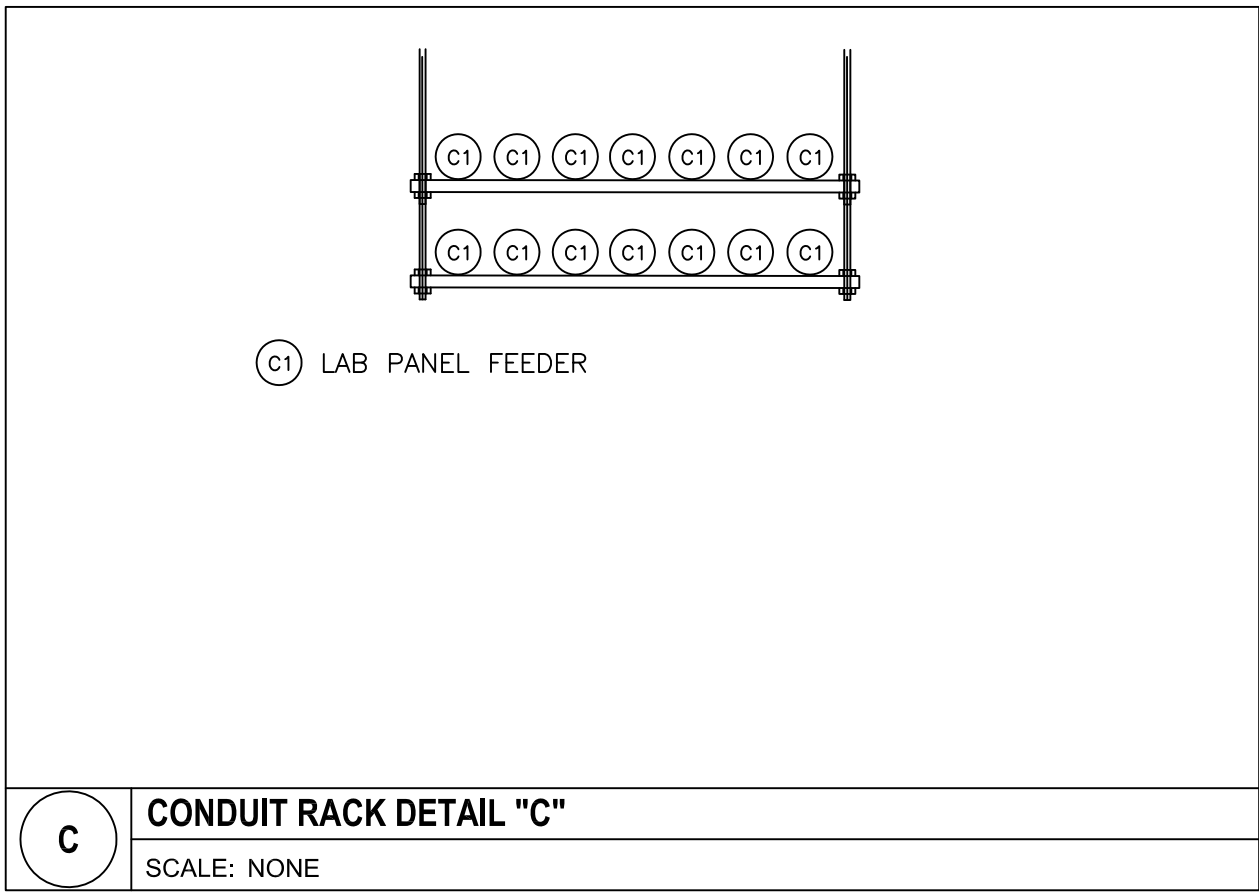 C1 C1 C1 C1 C1 C1 C1
C1 C1 C1 C1 C1 C1 C1
C1 LAB PANEL FEEDER
C
CONDUIT RACK DETAIL "C"
SCALE: NONE